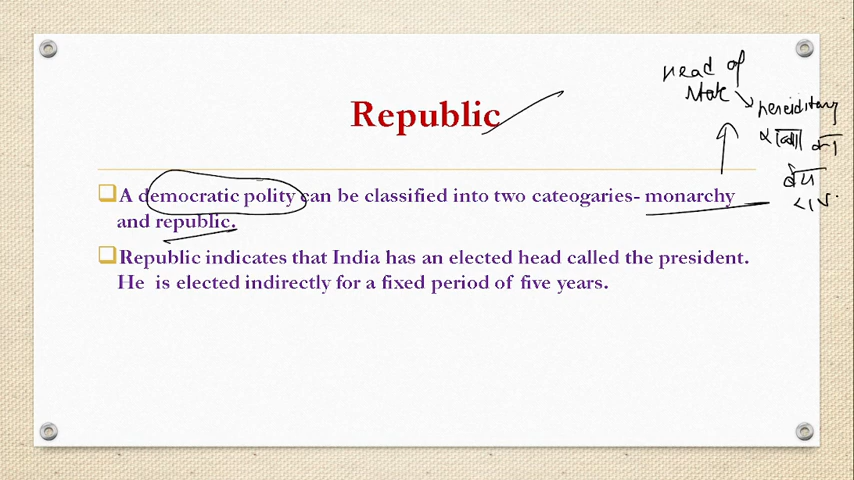 Republic
A democratic polity can be classified into two cateogaries- monarchy
and republic.
Republic indicates that India has an elected head called the president.
He is elected indirectly for a fixed period of five years.
Head of
State
hereiditary